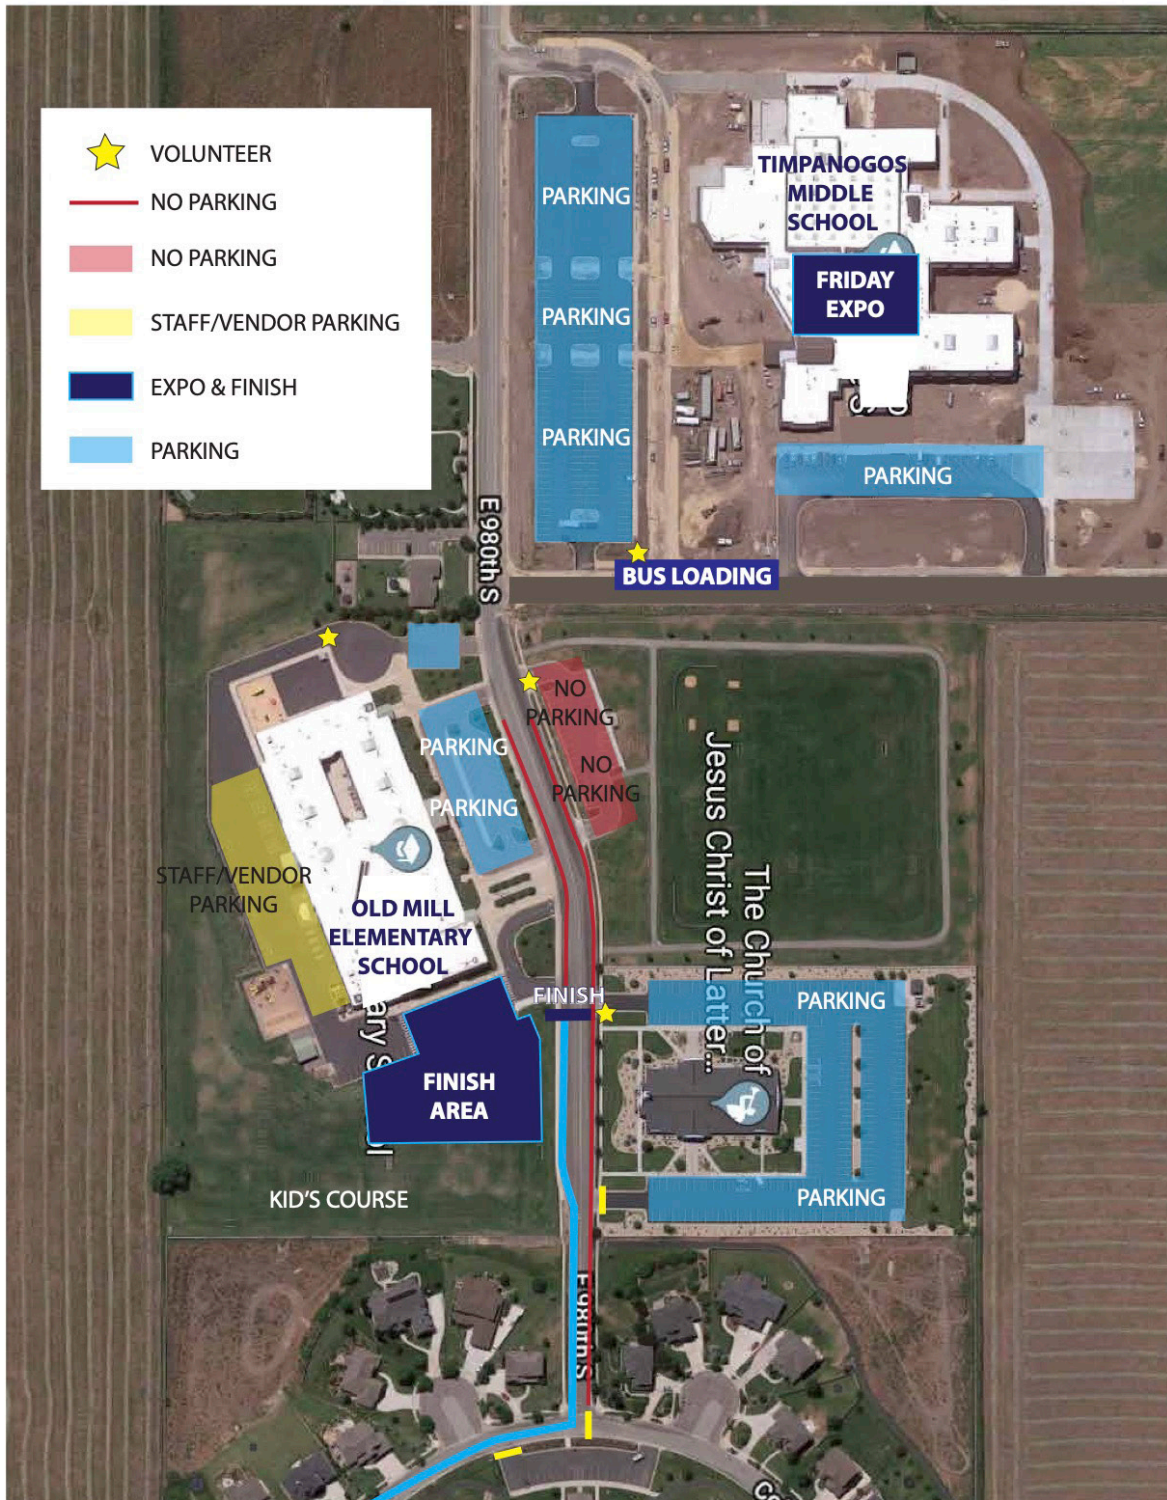 VOLUNTEER
NO PARKING
NO PARKING
STAFF/VENDOR PARKING
EXPO & FINISH
PARKING
PARKING
PARKING
PARKING
TIMPANOGOS
MIDDLE
SCHOOL
FRIDAY
EXPO
PARKING
E 980th S
BUS LOADING
NO
PARKING
NO
PARKING
PARKING
PARKING
STAFF/VENDOR
PARKING
OLD MILL
ELEMENTARY
SCHOOL
The Church of
Jesus Christ of Latter...
FINISH
PARKING
FINISH
AREA
PARKING
KID'S COURSE
E 980th S